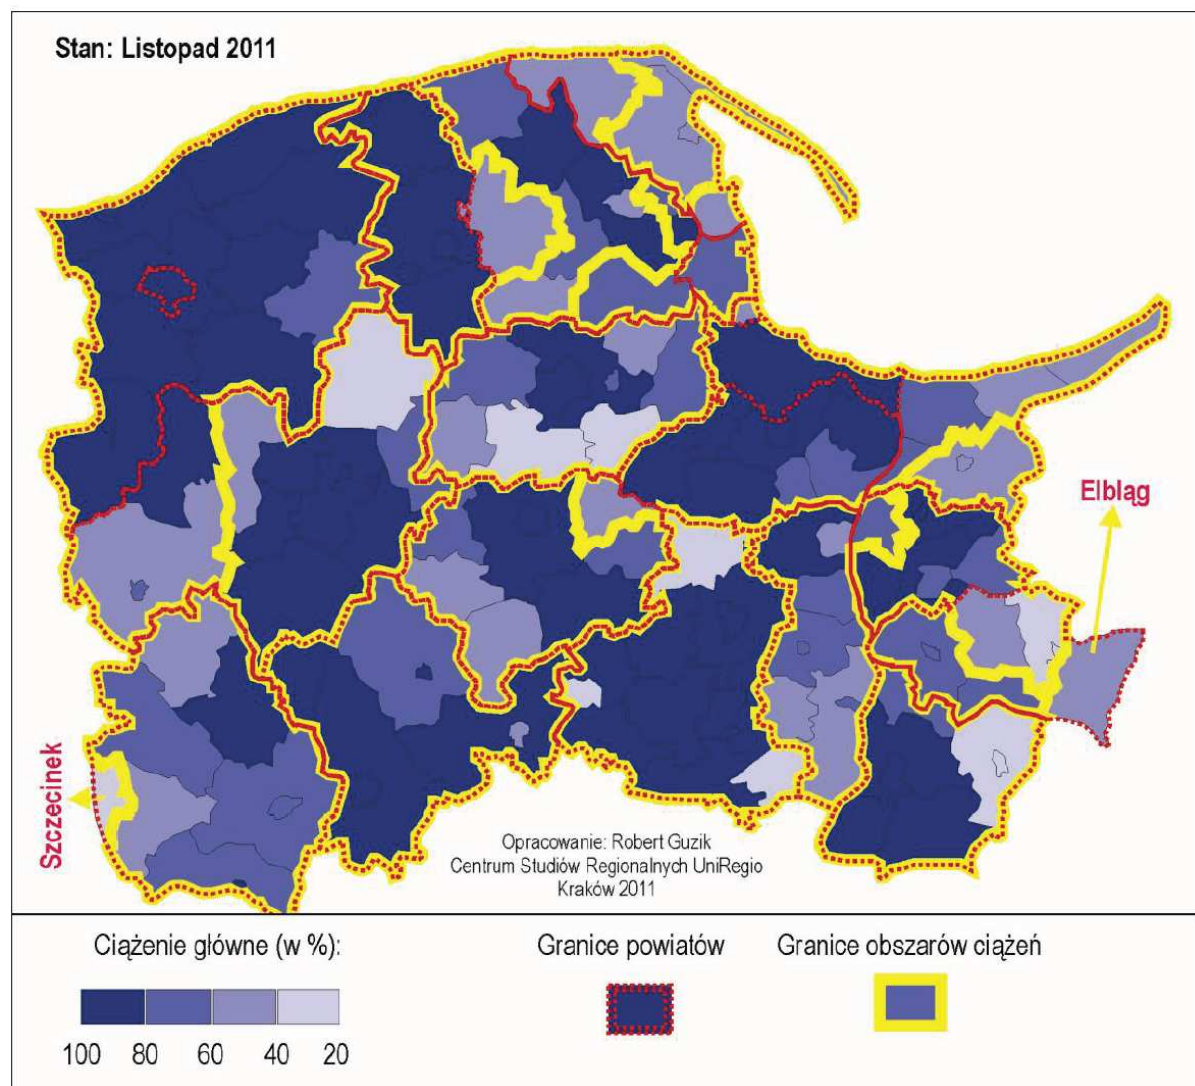 Stan: Listopad 2011
Elbląg
Szczecinek
Opracowanie: Robert Guzik
Centrum Studiów Regionalnych UniRegio
Kraków 2011
Ciążenie główne (w %):
Granice powiatów
Granice obszarów ciążeń
100 80 60 40 20